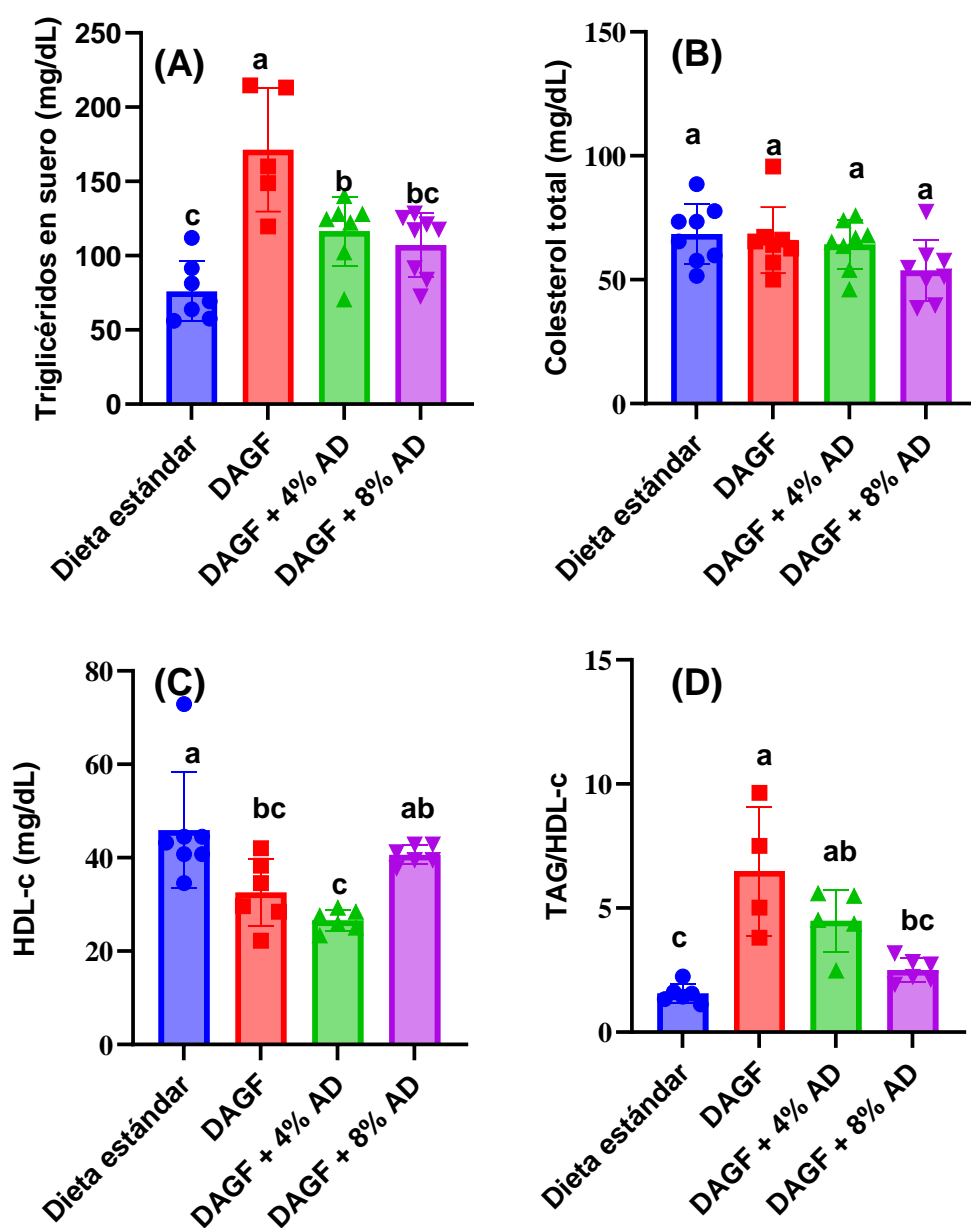 (A)
Triglicéridos en suero (mg/dL)
250
200
150
100
50
0
c
a
b
bc
Dieta estándar
DAGF
DAGF + 4% AD
DAGF + 8% AD
(B)
Colesterol total (mg/dL)
150
100
50
0
a
a
a
a
Dieta estándar
DAGF
DAGF + 4% AD
DAGF + 8% AD
(C)
HDL-c (mg/dL)
80
60
40
20
0
a
bc
c
ab
Dieta estándar
DAGF
DAGF + 4% AD
DAGF + 8% AD
(D)
TAG/HDL-c
15
10
5
0
c
a
ab
bc
Dieta estándar
DAGF
DAGF + 4% AD
DAGF + 8% AD